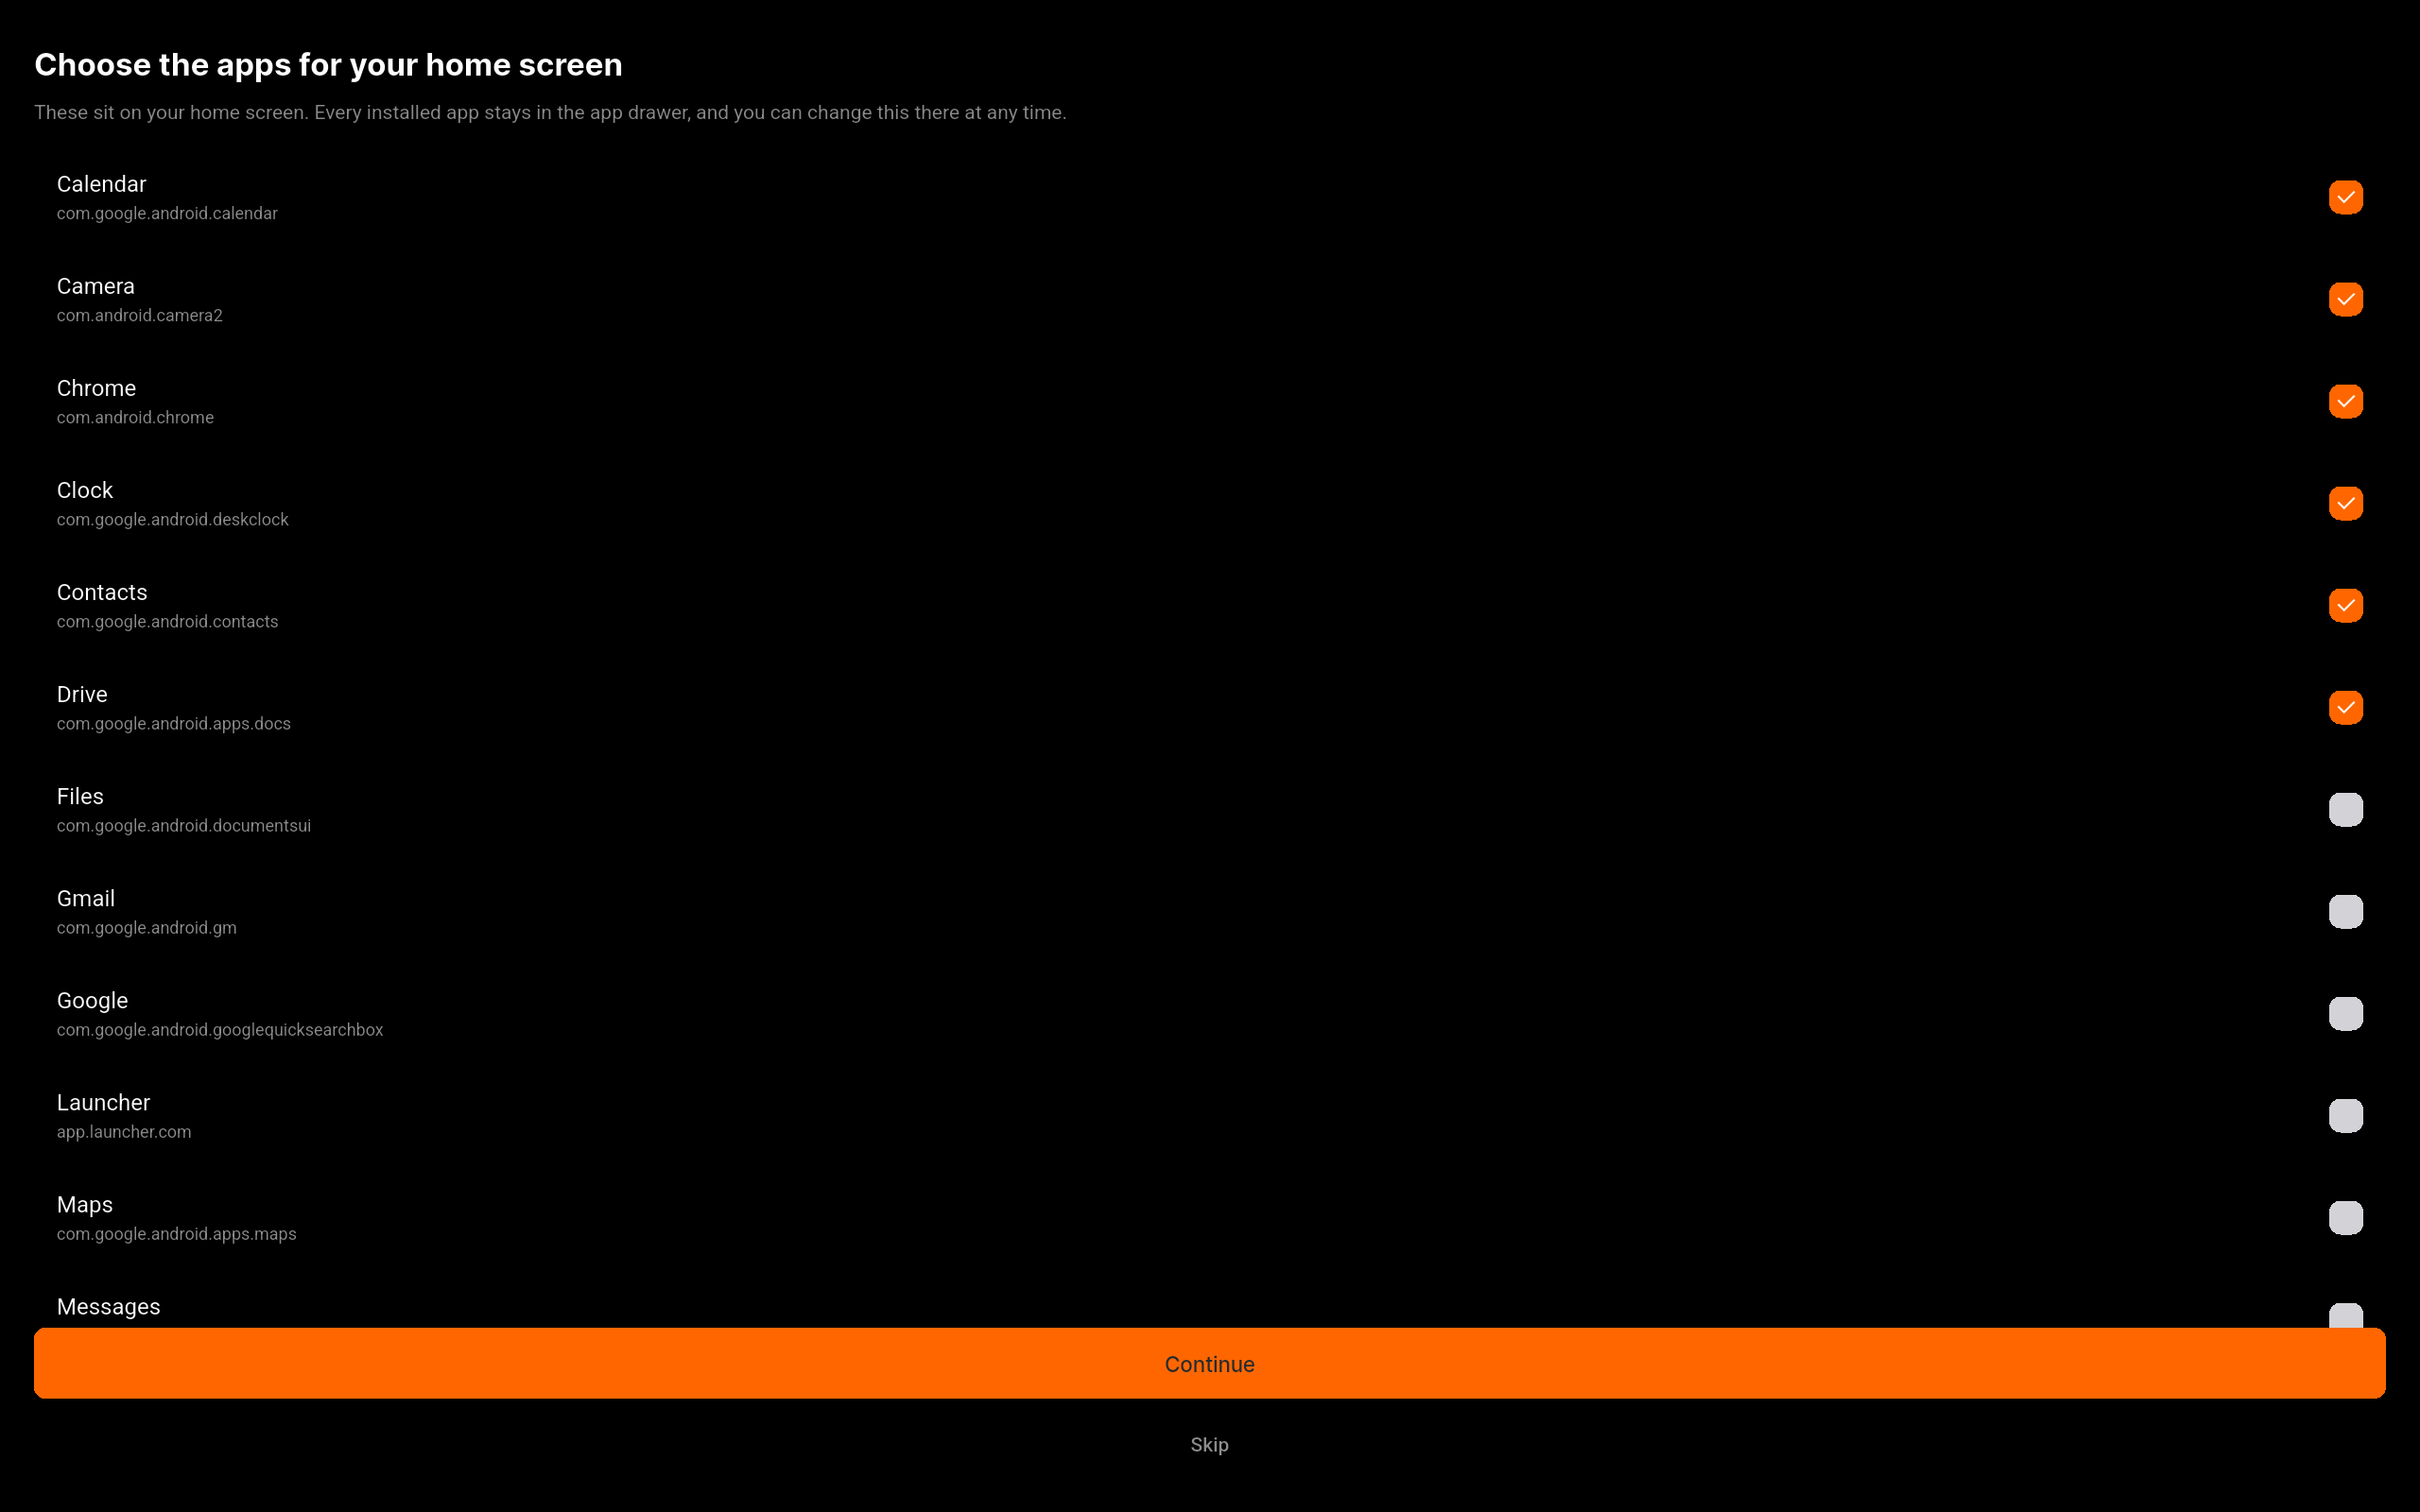 Choose the apps for your home screen
These sit on your home screen. Every installed app stays in the app drawer, and you can change this there at any time.
Calendar
com.google.android.calendar
Camera
com.android.camera2
Chrome
com.android.chrome
Clock
com.google.android.deskclock
Contacts
com.google.android.contacts
Drive
com.google.android.apps.docs
Files
com.google.android.documentsui
Gmail
com.google.android.gm
Google
com.google.android.googlequicksearchbox
Launcher
app.launcher.com
Maps
com.google.android.apps.maps
Messages
Continue
Skip